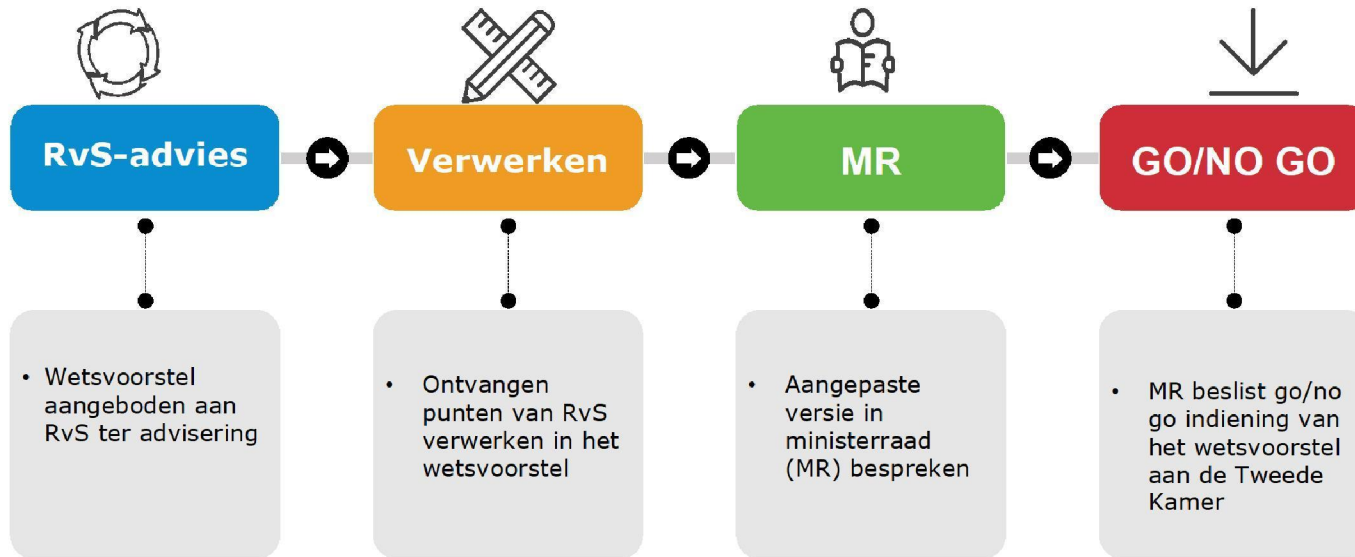 RvS-advies
Verwerken
MR
GO/NO GO
• Wetsvoorstel
aangeboden aan
RvS ter advisering
• Ontvangen
punten van RvS
verwerken in het
wetsvoorstel
• Aangepaste
versie in
ministerraad
(MR) bespreken
• MR beslist go/no
go indiening van
het wetsvoorstel
aan de Tweede
Kamer